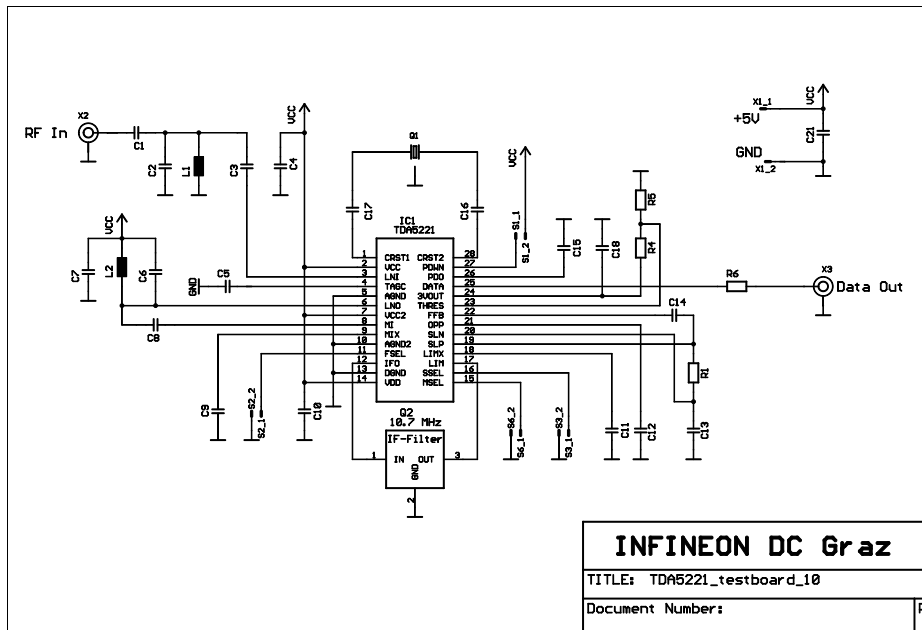 X2
RF In
C1
C2
L1
C3
C4
VCC
Q1
C17
C16
VCC
S1_1
S1_2
X1_1
+5V
GND
X1_2
VCC
C21
R5
R4
C15
C18
VCC
C7
L2
C6
GND
C5
C8
IC1
TDA5221
1 CRST1 CRST2 28
2 VCC PDWN 27
3 LNI PDO 26
4 TAGC DATA 25
5 AGND 3VOUT 24
6 LNO THRES 23
7 VCC2 FFB 22
8 MI OPP 21
9 MIX SLN 20
10 AGND2 SLP 19
11 FSEL LIMX 18
12 IFO LIM 17
13 DGND SSEL 16
14 VDD MSEL 15
R6
X3
Data Out
C14
R1
C9
S2_2
S2_1
C10
Q2
10.7 MHz
IF-Filter
1 IN OUT 3
GND
2
S6_2
S6_1
S3_2
S3_1
C11
C12
C13
INFINEON DC Graz
TITLE: TDA5221_testboard_10
Document Number: